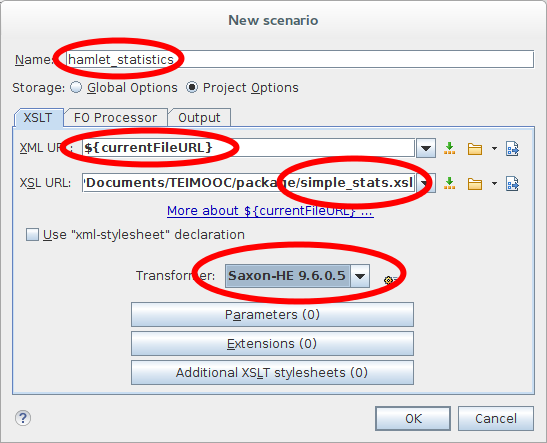 New scenario
Name: hamlet_statistics
Storage: Global Options Project Options
XSLT FO Processor Output
XML URL: ${currentFileURL}
XSL URL: 'Documents/TEIMOOC/package/simple_stats.xsl
More about ${currentFileURL} ...
Use "xml-stylesheet" declaration
Transformer: Saxon-HE 9.6.0.5
Parameters (0)
Extensions (0)
Additional XSLT stylesheets (0)
? OK Cancel